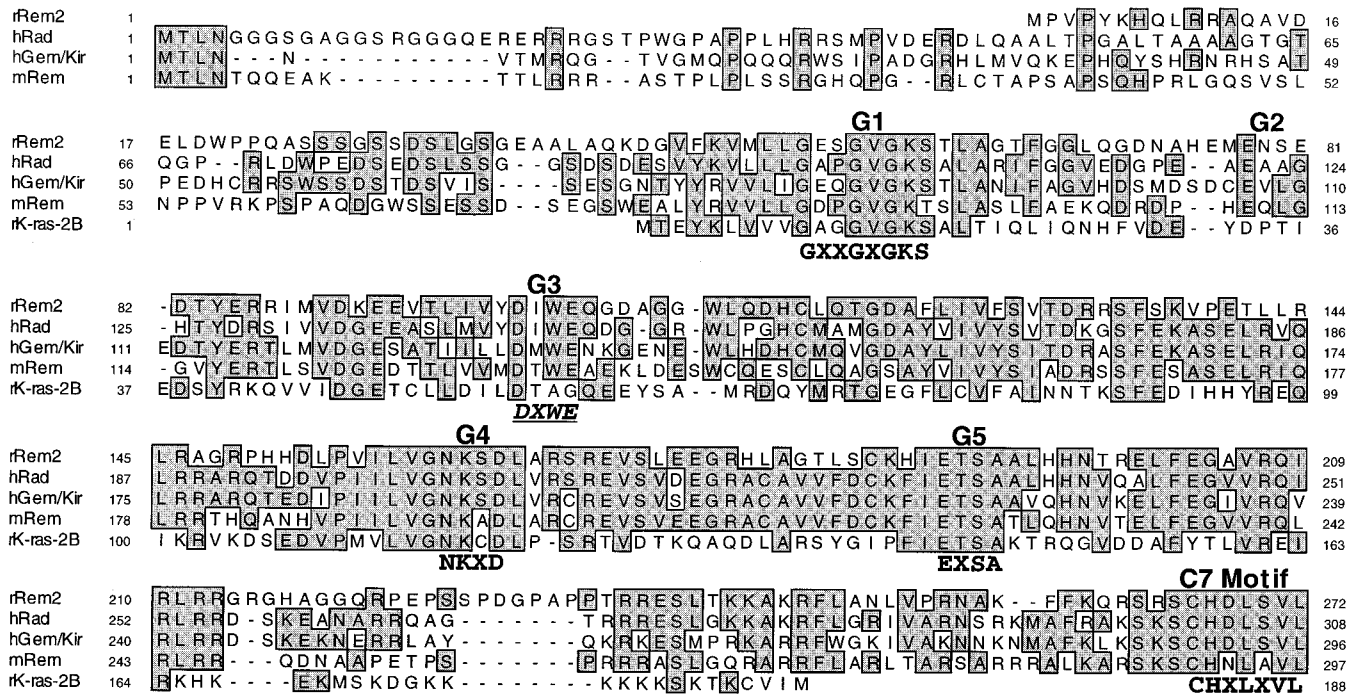 rRem2 1 MPVPYKHQLRRAQAVD 16
hRad 1 MTLNGGGSGAGGSRGGGQERERRRGSTPWGPAPPLHRRSMPVDERDLQAALTPGALTAAAAGTGT 65
hGem/Kir 1 MTLN--N-----------VTMRQG--TVGMQPQQQRWSIPADGRHLMVQKEPHQYSHRNRHSAT 49
mRem 1 MTLNTQQEAK--------TTLRRR--ASTPLPLSSRGHQPG--RLCTAPSAPSQHPRLGQSVSL 52
G1 G2
rRem2 17 ELDWPPQASSSGSSDSLGSGEAALAQKDGVFKVMLLGESGVGKSTLAGTFGGLQGDNAHEMENSE 81
hRad 66 QGP--RLDWPEDSEDSLSSG--GSDSDESVYKVLLLGAPGVGKSALARIFGGVEDGPE-AEAAG 124
hGem/Kir 50 PEDHCRRSWSSDSTDSVIS----SESGNTYYRVVLIGEQGVGKSTLANIFAGVHDSMDSDCEVLG 110
mRem 53 NPPVRKPSPAQDGWSSESSD--SEGSWEALYRVVLLGDPGVGKTSLASLFAEKQDRDP--HEQLG 113
rK-ras-2B 1 MTEYKLVVVGAGGVGKSALTIQLIQNHFVDE--YDPTI 36
GXXGXGKS
G3
rRem2 82 -DTYERRIMVDKEEVTLIVYDIWEQGDAGG-WLQDHCLQTGDAFLIVFSVTDRRSFSKVPETLLR 144
hRad 125 -HTYDRSIVVDGEEASLMVYDIWEQDG-GR-WLPGHCMAMGDAYVIVYSVTDKGSFEKASELRVQ 186
hGem/Kir 111 EDTYERTLMVDGESATIILLDMWENKGENE-WLHDHCMQVGDAYLIVYSITDRASFEKASELRIQ 174
mRem 114 -GVYERTLSVDGEDTTLVVMDTWEAEKLDESWCQESCLQAGSAYVIVYSIADRSSFESASELRIQ 177
rK-ras-2B 37 EDSYRKQVVIDGETCLLDILDTAGQEEYSA--MRDQYMRTGEGFLCVFAINNTKSFEDIHHYREQ 99
DXWE
G4 G5
rRem2 145 LRAGRPHHDLPVILVGNKSDLARSREVSLEEGRHLAGTLSCKHIETSAALHHNTRELFEGAVRQI 209
hRad 187 LRRARQTDDVPIILVGNKSDLVRSREVSVDEGRACAVVFDCKFIETSAALHHNVQALFEGVVRQI 251
hGem/Kir 175 LRRARQTEDIPIILVGNKSDLVRCREVSVSEGRACAVVFDCKFIETSAAVQHNVKELFEGIVRQV 239
mRem 178 LRRTHQANHVPIILVGNKADLARCREVSVEEGRACAVVFDCKFIETSATLQHNVTELFEGVVRQL 242
rK-ras-2B 100 IKRVKDSEDVPMVLVGNKCDLP-SRTVDTKQAQDLARSYGIPFIETSAKTRQGVDDAFYTLVREI 163
NKXD EXSA
C7 Motif
rRem2 210 RLRRGRGHAGGQRPEPSSPDGPAPPTRRESLTKKAKRFLANLVPRNAK--FFKQRSRSCHDLSVL 272
hRad 252 RLRRD-SKEANARRQAG------TRRRESLGKKAKRFLGRIVARNSRKMAFRAKSKSCHDLSVL 308
hGem/Kir 240 RLRRD-SKEKNERRLAY------QKRKESMPRKARRFWGKIVAKNNKNMAFKLKSKSCHDLSVL 296
mRem 243 RLRR---QDNAAPETPS------PRRRASLGQRARRFLARLTARSARRRALKARSKSCHNLAVL 297
rK-ras-2B 164 RKHK----EKMSKDGKK------KKKKSKTKCVIM 188
CHXLXVL